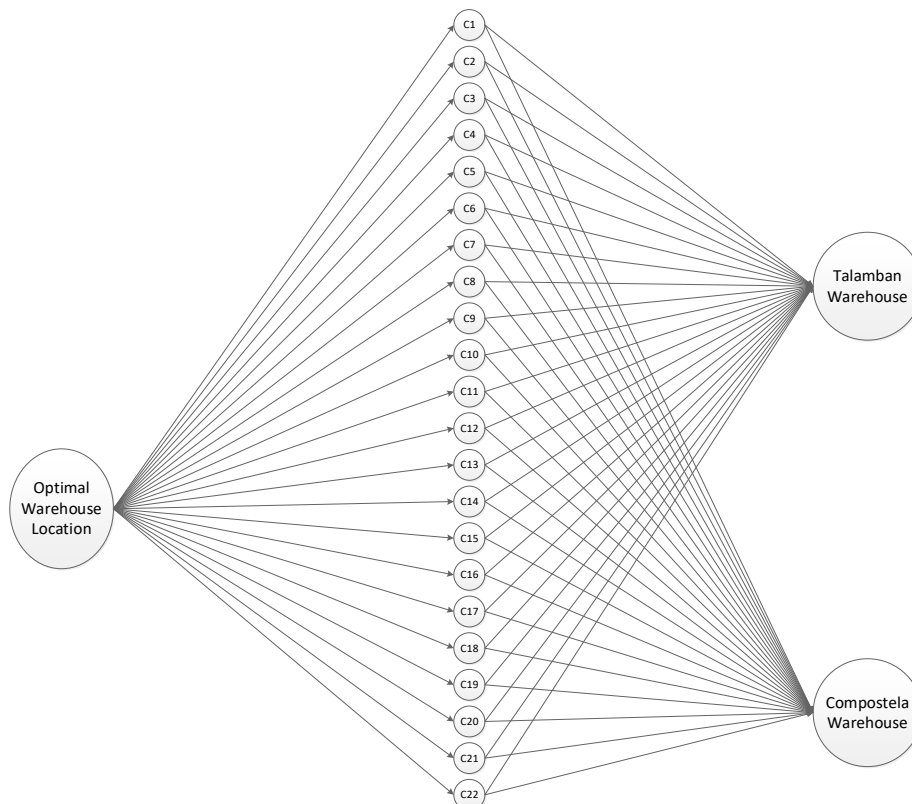 C1
C2
C3
C4
C5
C6
C7
C8
C9
C10
C11
C12
C13
C14
C15
C16
C17
C18
C19
C20
C21
C22
Optimal
Warehouse
Location
Talamban
Warehouse
Compostela
Warehouse